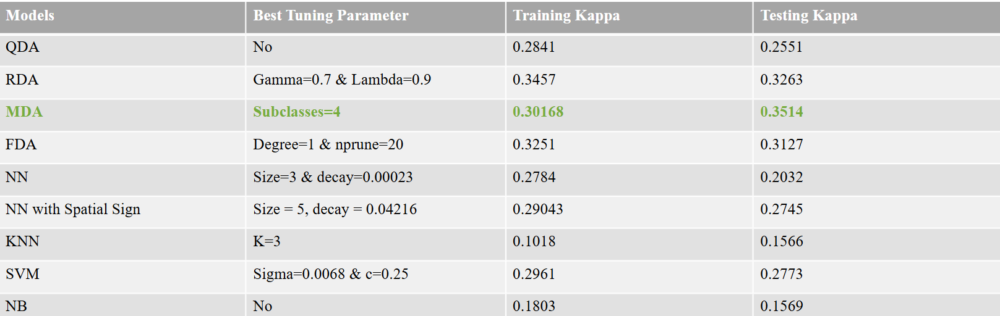 Models Best Tuning Parameter Training Kappa Testing Kappa
QDA No 0.2841 0.2551
RDA Gamma=0.7 & Lambda=0.9 0.3457 0.3263
MDA Subclasses=4 0.30168 0.3514
FDA Degree=1 & nprune=20 0.3251 0.3127
NN Size=3 & decay=0.00023 0.2784 0.2032
NN with Spatial Sign Size = 5, decay = 0.04216 0.29043 0.2745
KNN K=3 0.1018 0.1566
SVM Sigma=0.0068 & c=0.25 0.2961 0.2773
NB No 0.1803 0.1569